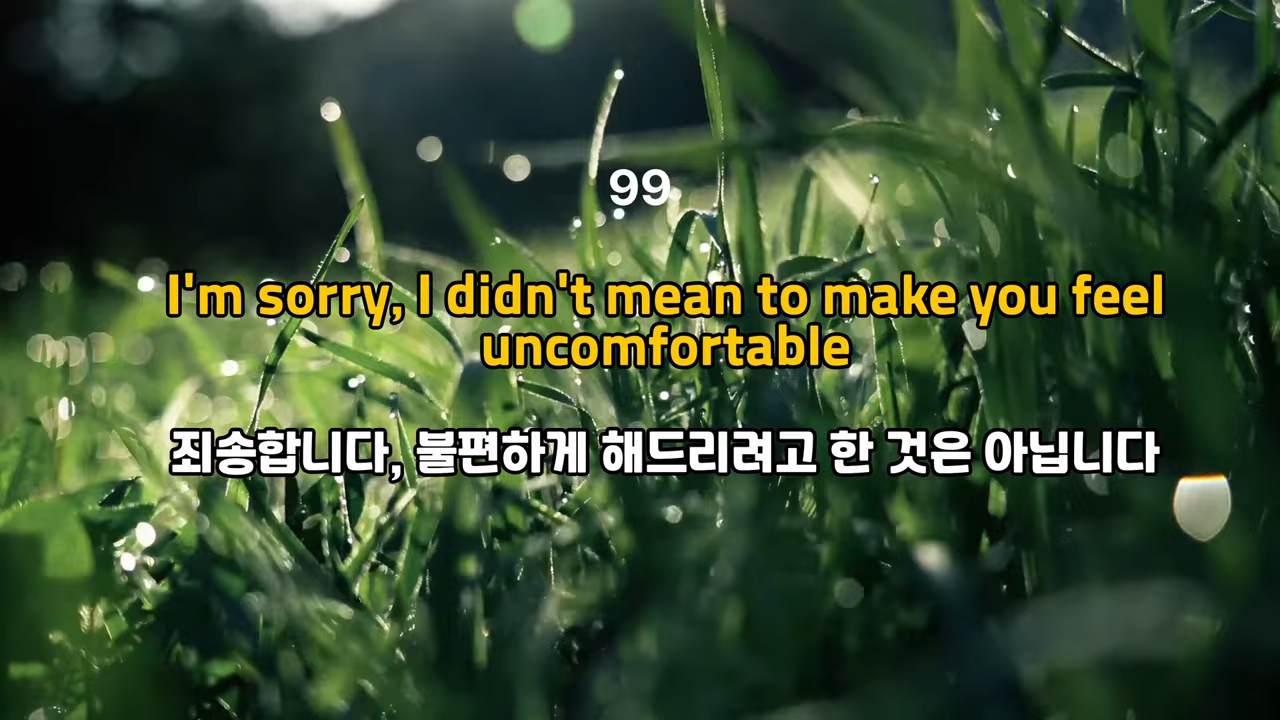 99
I'm sorry, I didn't mean to make you feel
uncomfortable
죄송합니다, 불편하게 해드리려고 한 것은 아닙니다